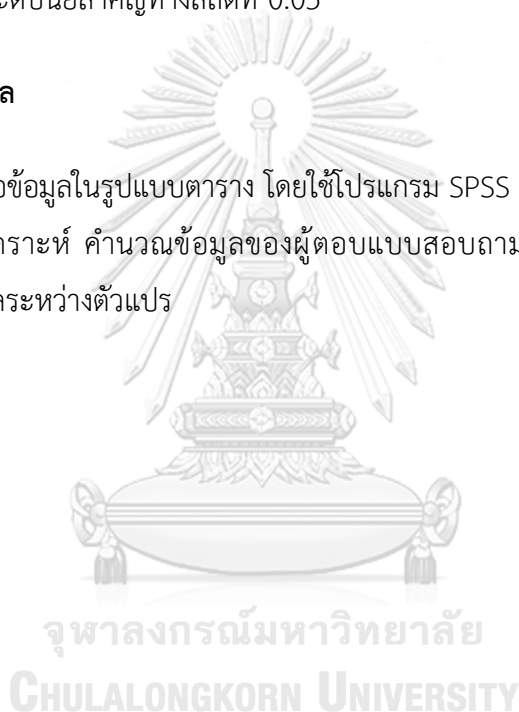 ะดับนัยสำคัญทางสถิติที่ 0.05
ล
อข้อมูลในรูปแบบตาราง โดยใช้โปรแกรม SPSS
คราะห์ คำนวณข้อมูลของผู้ตอบแบบสอบถาม
ลระหว่างตัวแปร
จุฬาลงกรณ์มหาวิทยาลัย
CHULALONGKORN UNIVERSITY